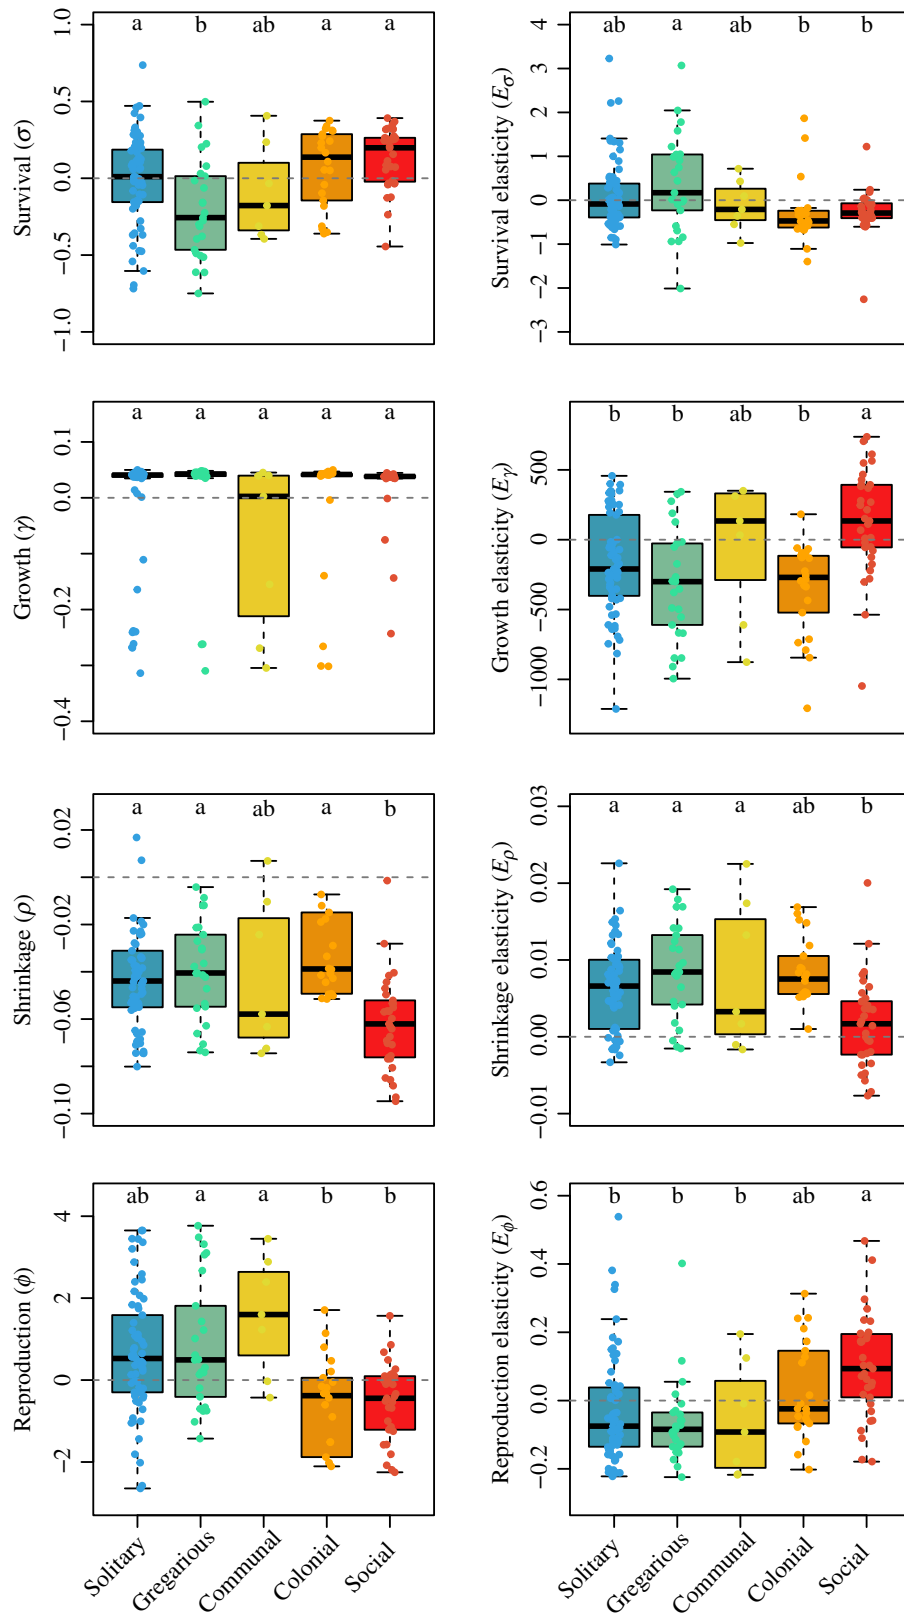 a b ab a a
Survival (σ)
1.0
0.5
0.0
−0.5
−1.0
ab a ab b b
Survival elasticity (Eσ)
4
3
2
1
0
−1
−2
−3
a a a a a
Growth (γ)
0.1
0.0
−0.2
−0.4
b b ab b a
Growth elasticity (Eγ)
500
0
−500
−1000
a a ab a b
Shrinkage (ρ)
0.02
−0.02
−0.06
−0.10
a a a ab b
Shrinkage elasticity (Eρ)
0.03
0.02
0.01
0.00
−0.01
ab a a b b
Reproduction (ϕ)
4
2
0
−2
b b b ab a
Reproduction elasticity (Eϕ)
0.6
0.4
0.2
0.0
−0.2
Solitary Gregarious Communal Colonial Social
Solitary Gregarious Communal Colonial Social